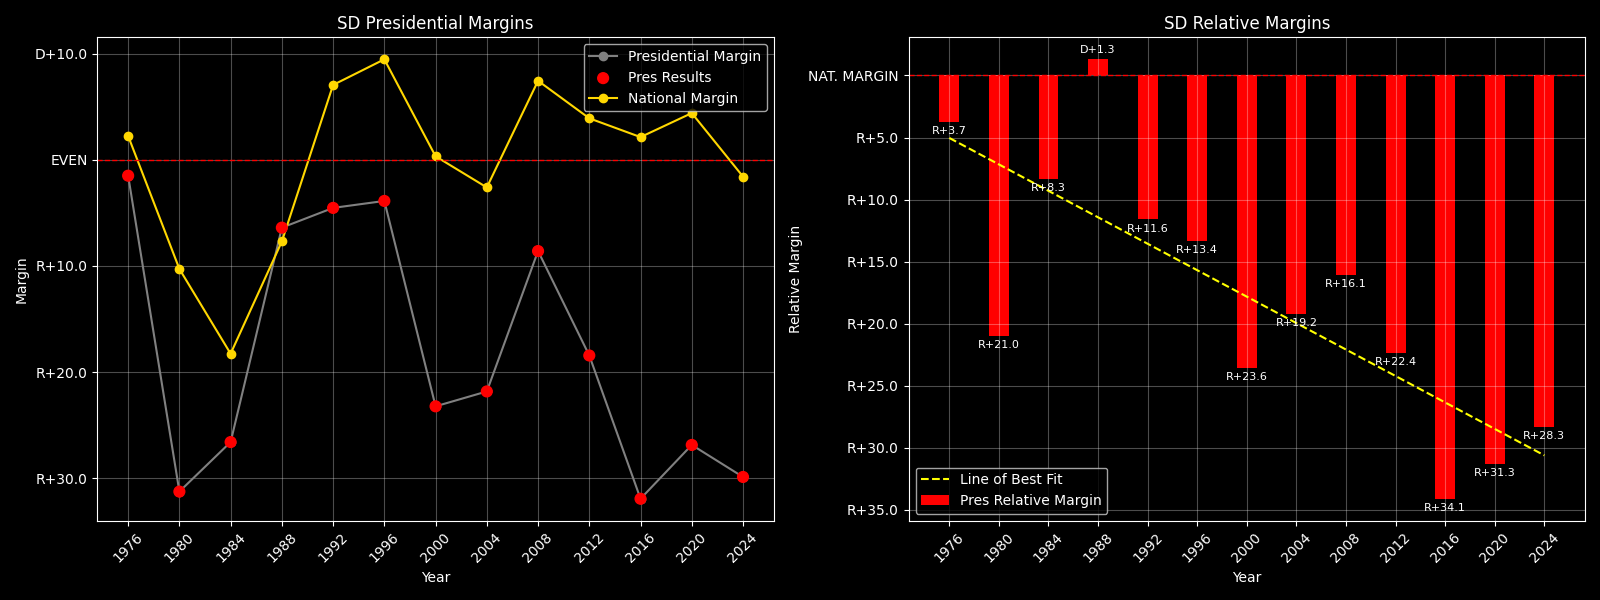 SD Presidential Margins
D+10.0
EVEN
R+10.0
R+20.0
R+30.0
Margin
Presidential Margin
Pres Results
National Margin
1976
1980
1984
1988
1992
1996
2000
2004
2008
2012
2016
2020
2024
Year
SD Relative Margins
NAT. MARGIN
R+5.0
R+10.0
R+15.0
R+20.0
R+25.0
R+30.0
R+35.0
Relative Margin
R+3.7
R+21.0
R+8.3
D+1.3
R+11.6
R+13.4
R+23.6
R+19.2
R+16.1
R+22.4
R+34.1
R+31.3
R+28.3
Line of Best Fit
Pres Relative Margin
1976
1980
1984
1988
1992
1996
2000
2004
2008
2012
2016
2020
2024
Year